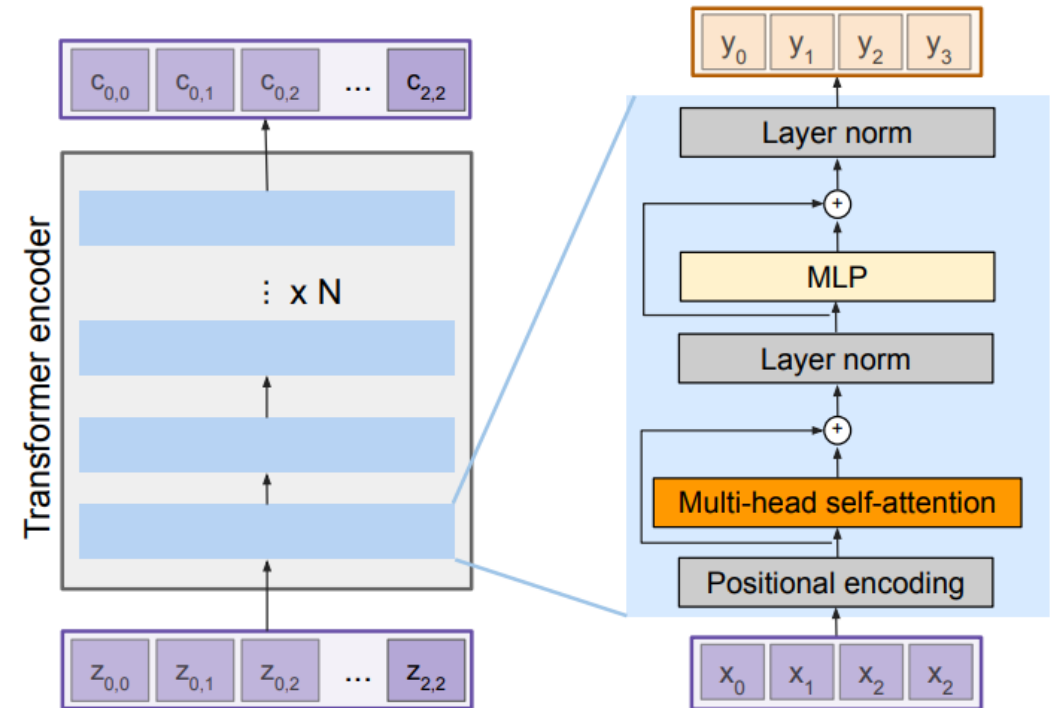 c0,0 c0,1 c0,2 ... c2,2
Transformer encoder
⋮ x N
z0,0 z0,1 z0,2 ... z2,2
y0 y1 y2 y3
Layer norm
+
MLP
Layer norm
+
Multi-head self-attention
Positional encoding
x0 x1 x2 x2